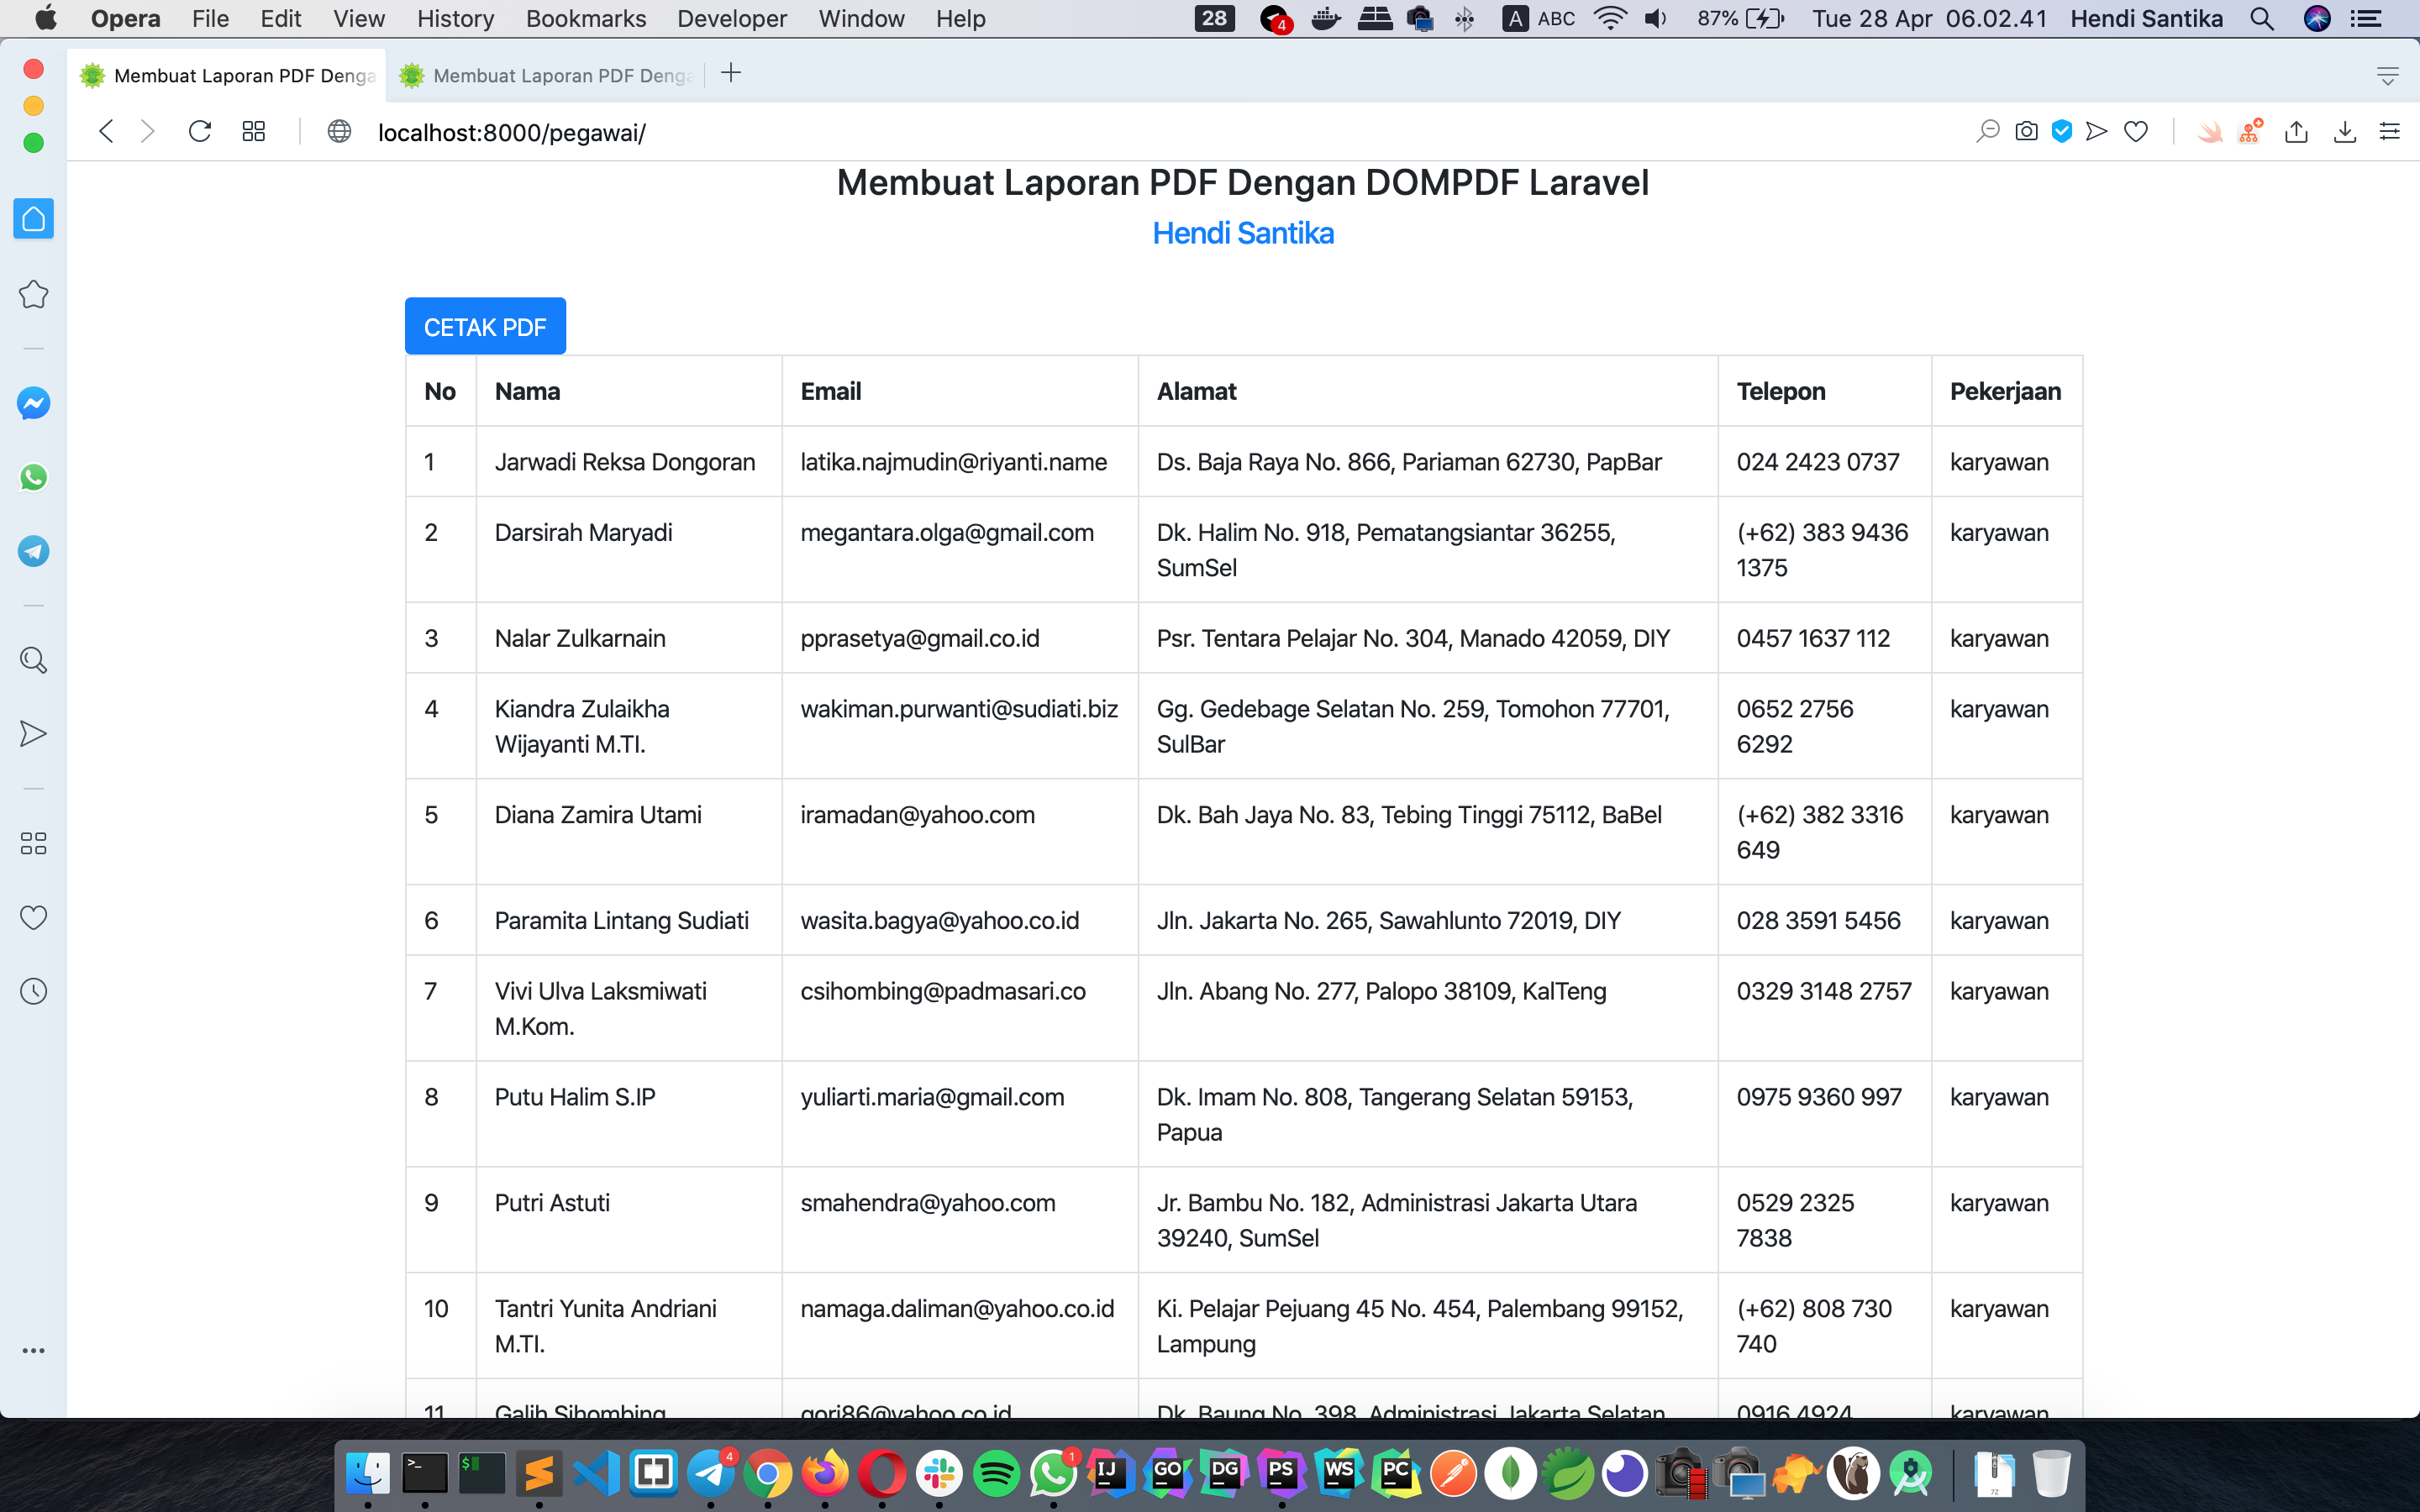 Opera File Edit View History Bookmarks Developer Window Help 28 4 A ABC 87% Tue 28 Apr 06.02.41 Hendi Santika
Membuat Laporan PDF Denga Membuat Laporan PDF Denga
localhost:8000/pegawai/
Membuat Laporan PDF Dengan DOMPDF Laravel
Hendi Santika
CETAK PDF
No Nama Email Alamat Telepon Pekerjaan
1 Jarwadi Reksa Dongoran latika.najmudin@riyanti.name Ds. Baja Raya No. 866, Pariaman 62730, PapBar 024 2423 0737 karyawan
2 Darsirah Maryadi megantara.olga@gmail.com Dk. Halim No. 918, Pematangsiantar 36255, (+62) 383 9436 karyawan
SumSel 1375
3 Nalar Zulkarnain pprasetya@gmail.co.id Psr. Tentara Pelajar No. 304, Manado 42059, DIY 0457 1637 112 karyawan
4 Kiandra Zulaikha wakiman.purwanti@sudiati.biz Gg. Gedebage Selatan No. 259, Tomohon 77701, 0652 2756 karyawan
Wijayanti M.TI. SulBar 6292
5 Diana Zamira Utami iramadan@yahoo.com Dk. Bah Jaya No. 83, Tebing Tinggi 75112, BaBel (+62) 382 3316 karyawan
649
6 Paramita Lintang Sudiati wasita.bagya@yahoo.co.id Jln. Jakarta No. 265, Sawahlunto 72019, DIY 028 3591 5456 karyawan
7 Vivi Ulva Laksmiwati csihombing@padmasari.co Jln. Abang No. 277, Palopo 38109, KalTeng 0329 3148 2757 karyawan
M.Kom.
8 Putu Halim S.IP yuliarti.maria@gmail.com Dk. Imam No. 808, Tangerang Selatan 59153, 0975 9360 997 karyawan
Papua
9 Putri Astuti smahendra@yahoo.com Jr. Bambu No. 182, Administrasi Jakarta Utara 0529 2325 karyawan
39240, SumSel 7838
10 Tantri Yunita Andriani namaga.daliman@yahoo.co.id Ki. Pelajar Pejuang 45 No. 454, Palembang 99152, (+62) 808 730 karyawan
M.TI. Lampung 740
11 Galih Sihombing gori86@yahoo.co.id Dk. Baung No. 398, Administrasi Jakarta Selatan 0916 4924 karyawan
4 1 IJ GO DG PS WS PC 7Z